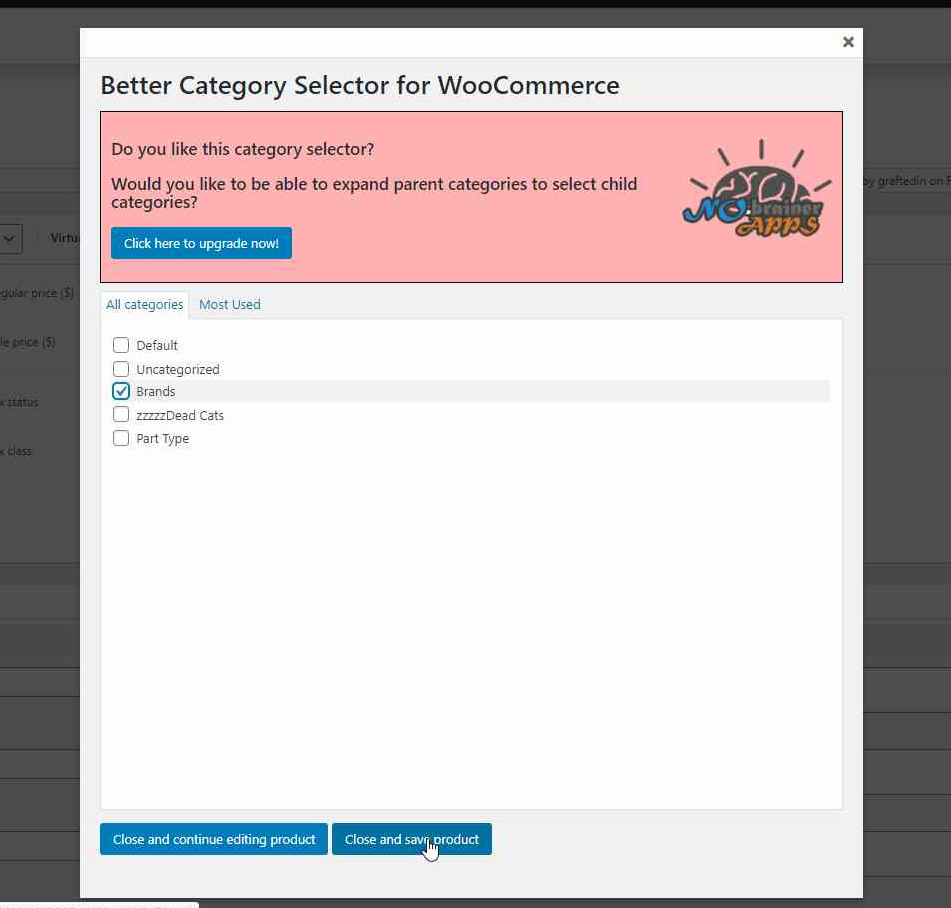 Better Category Selector for WooCommerce
Do you like this category selector?
Would you like to be able to expand parent categories to select child
categories?
Click here to upgrade now!
NO.brainer
APPS
by graftedin on
Virtu
gular price ($)
le price ($)
x status
x class
All categories
Most Used
Default
Uncategorized
Brands
zzzzzDead Cats
Part Type
Close and continue editing product
Close and save product